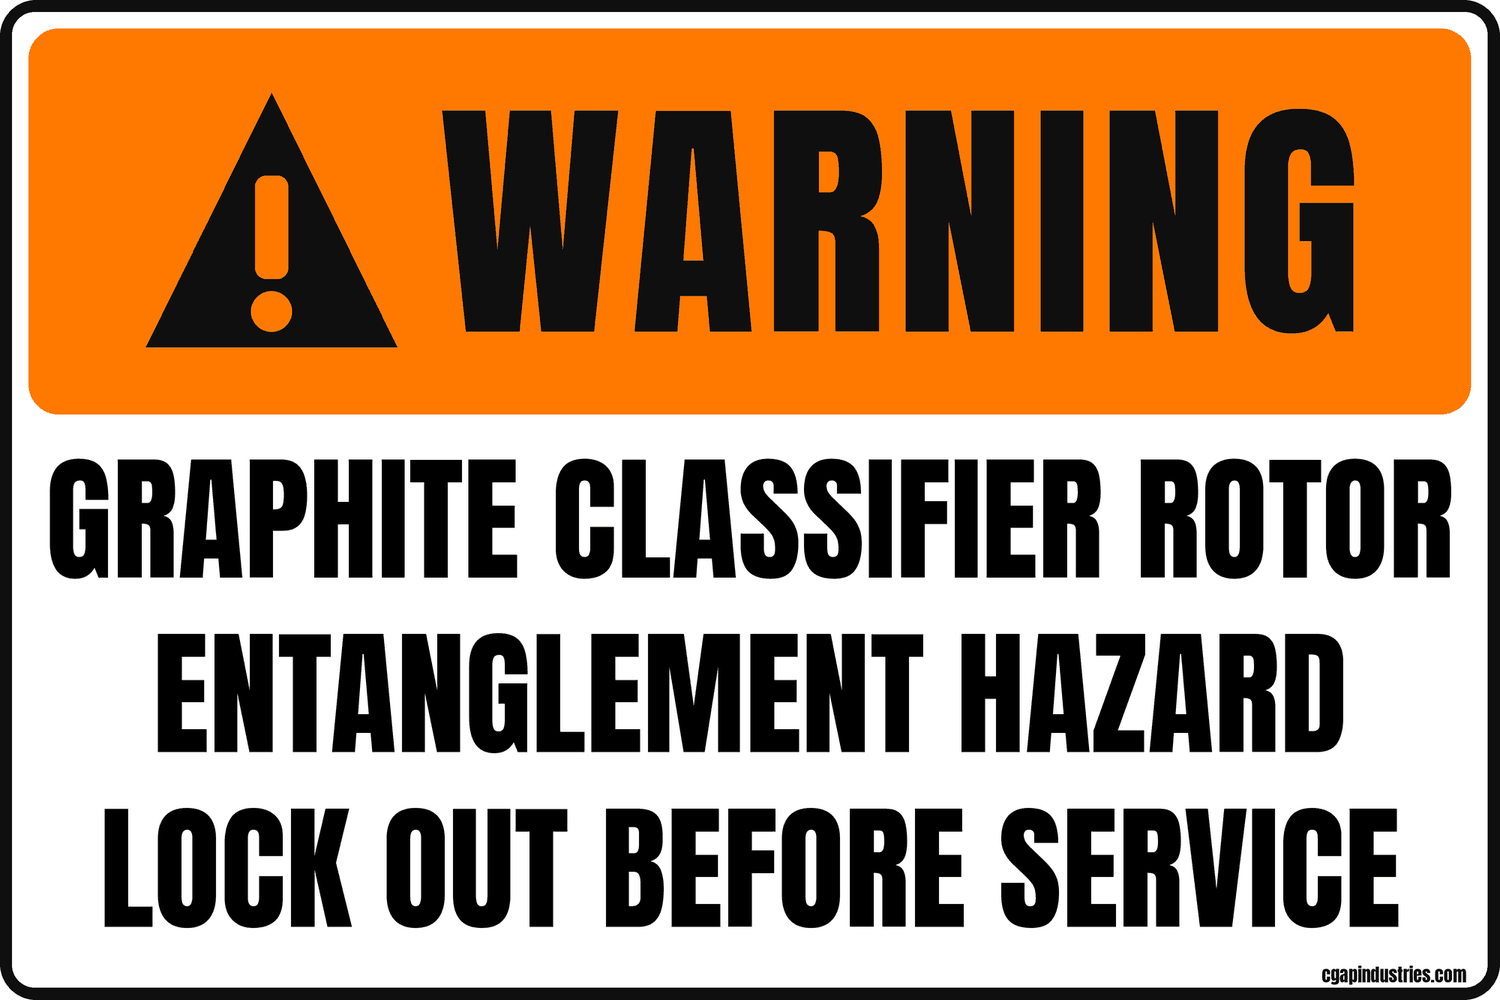 WARNING
GRAPHITE CLASSIFIER ROTOR
ENTANGLEMENT HAZARD
LOCK OUT BEFORE SERVICE
cgapindustries.com